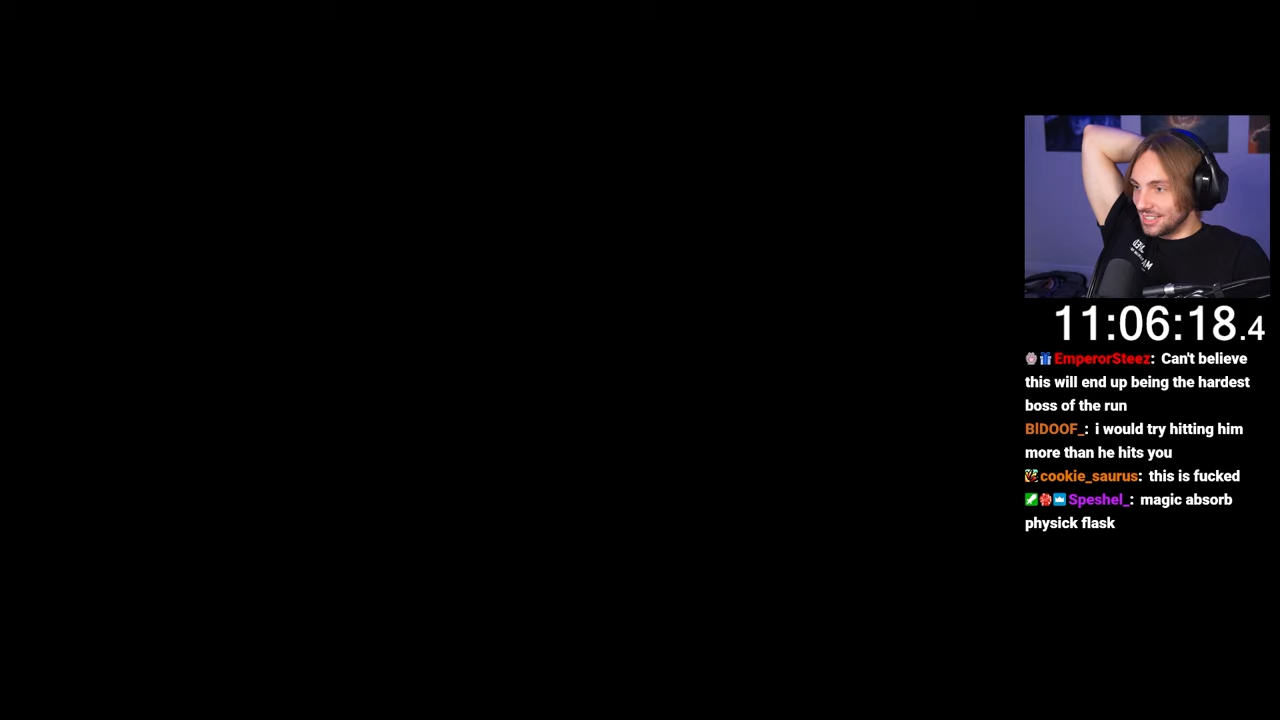 11:06:18.4
EmperorSteez: Can't believe
this will end up being the hardest
boss of the run
BlDOOF_: i would try hitting him
more than he hits you
cookie_saurus: this is fucked
Speshel_: magic absorb
physick flask